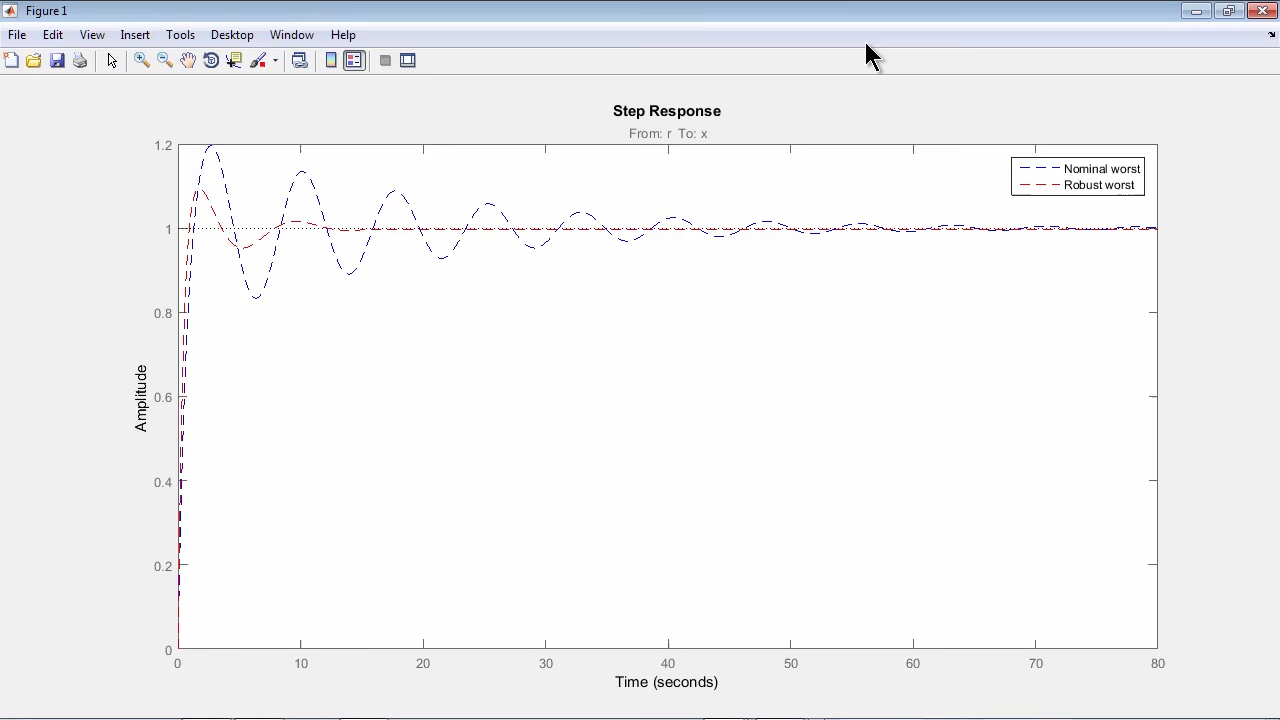 Figure 1
File Edit View Insert Tools Desktop Window Help
Step Response
From: r To: x
Nominal worst
Robust worst
1.2
1
0.8
0.6
0.4
0.2
0
Amplitude
0 10 20 30 40 50 60 70 80
Time (seconds)